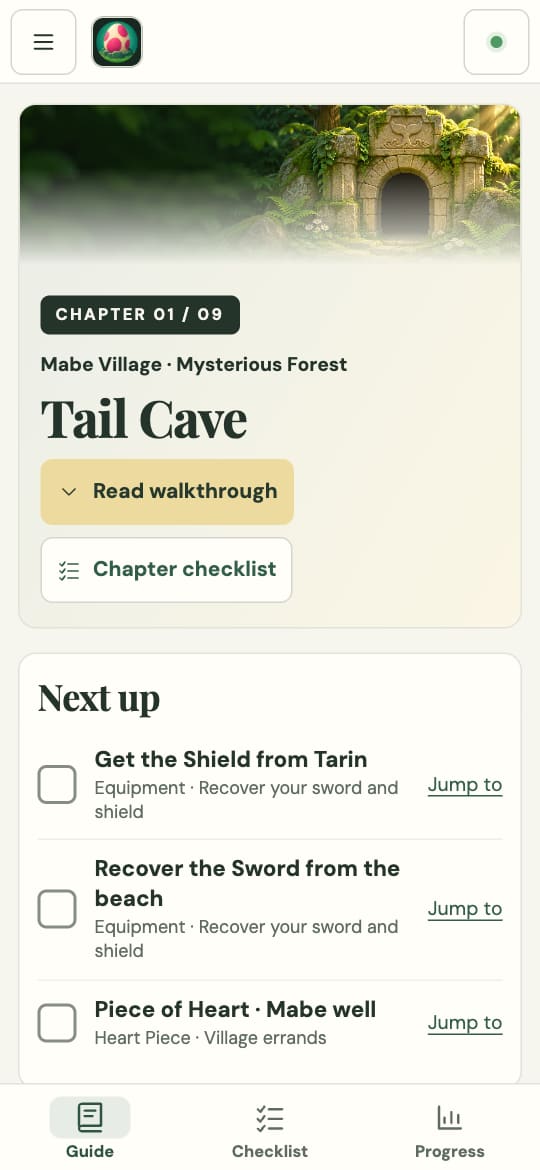 CHAPTER 01 / 09
Mabe Village · Mysterious Forest
Tail Cave
Read walkthrough
Chapter checklist
Next up
Get the Shield from Tarin
Equipment · Recover your sword and
shield
Jump to
Recover the Sword from the
beach
Equipment · Recover your sword and
shield
Jump to
Piece of Heart · Mabe well
Heart Piece · Village errands
Jump to
Guide
Checklist
Progress